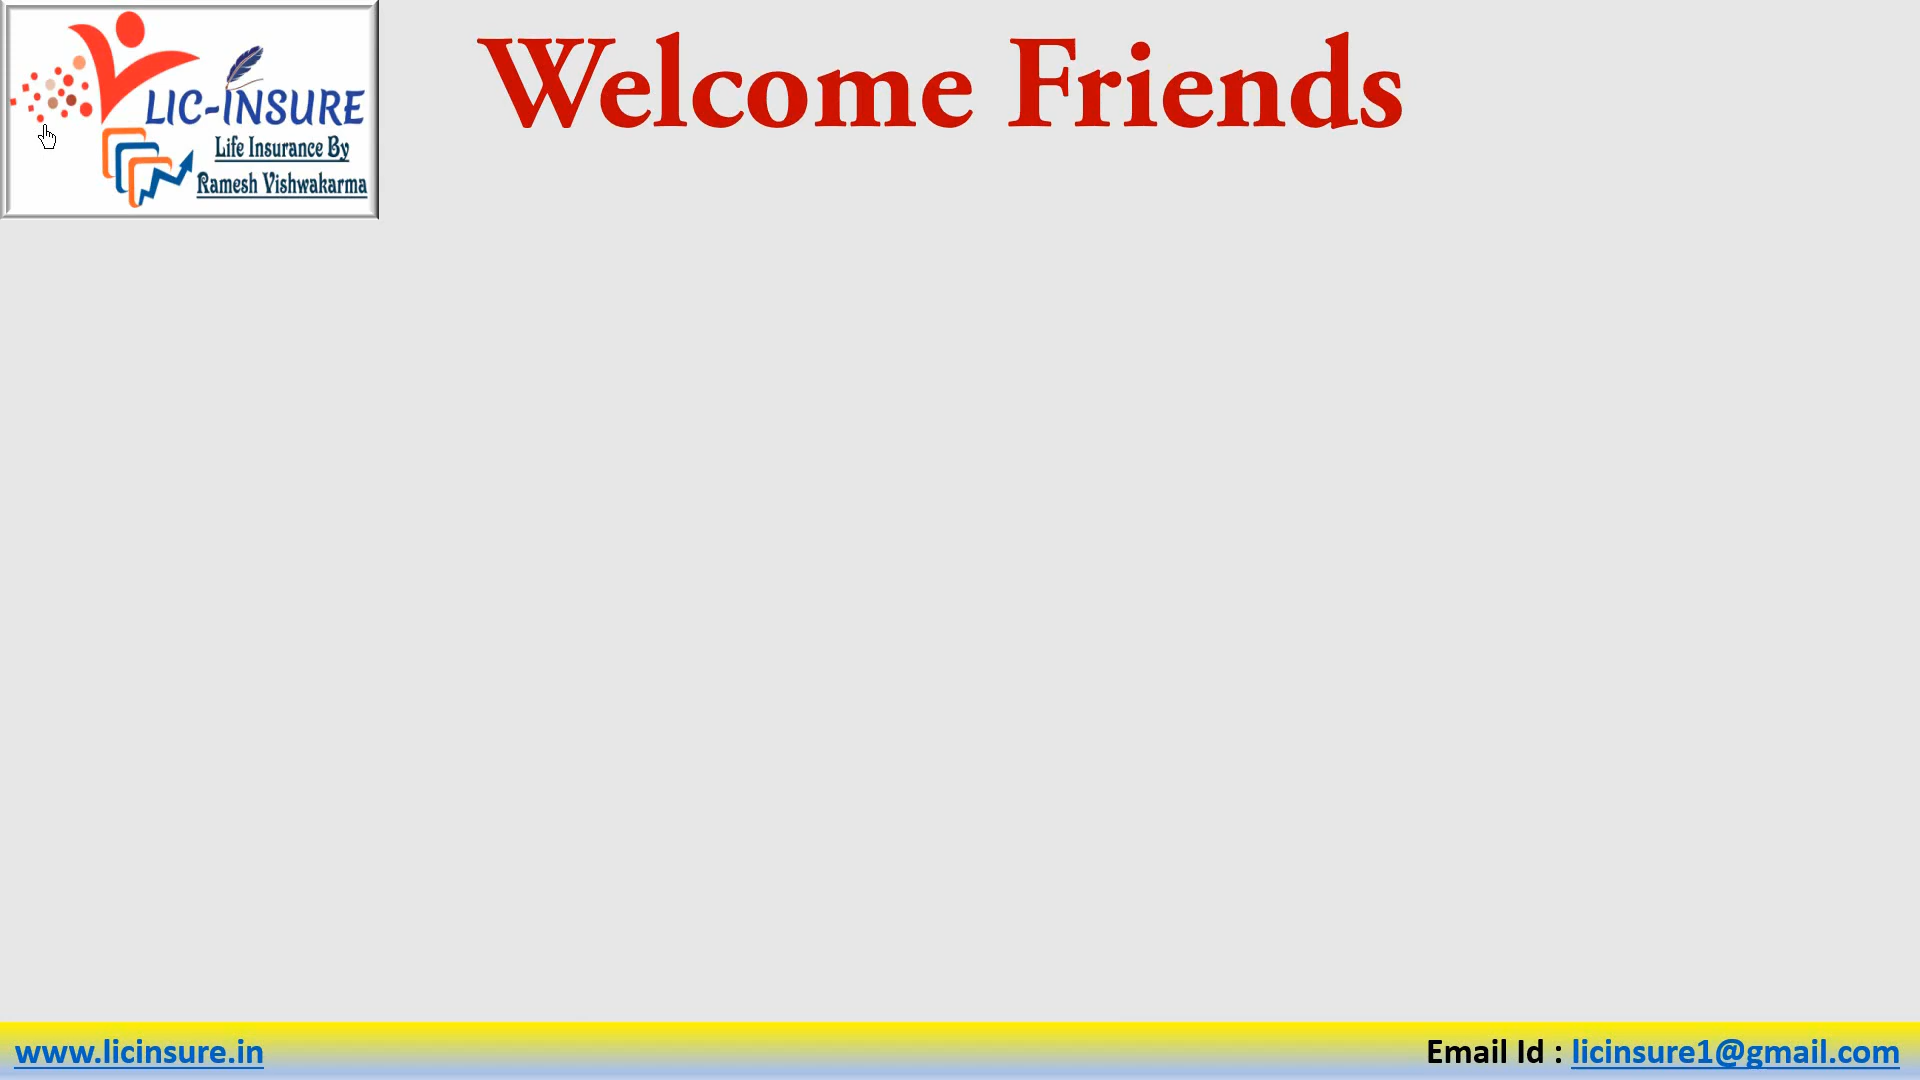 LIC-INSURE
Life Insurance By
Ramesh Vishwakarma
Welcome Friends
www.licinsure.in
Email Id : licinsure1@gmail.com